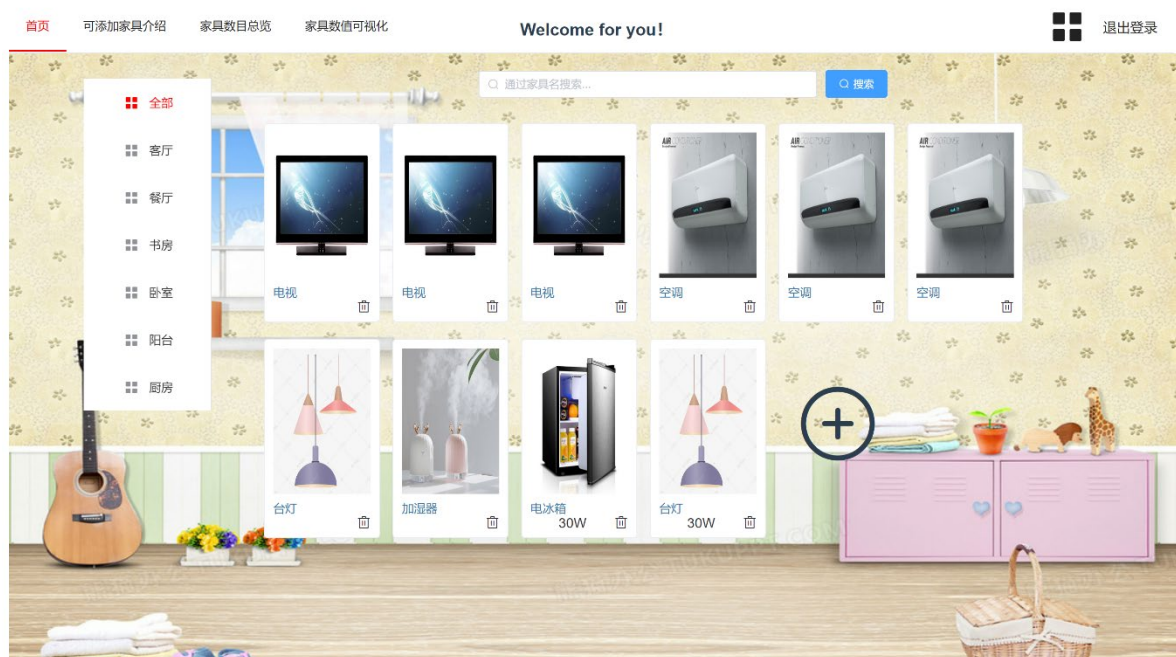 首页 可添加家具介绍 家具数目总览 家具数值可视化 Welcome for you! 退出登录
通过家具名搜索... 搜索
全部
客厅
餐厅
书房
卧室
阳台
厨房
电视 电视 电视 空调 空调 空调
台灯 加湿器 电冰箱 台灯
30W 30W